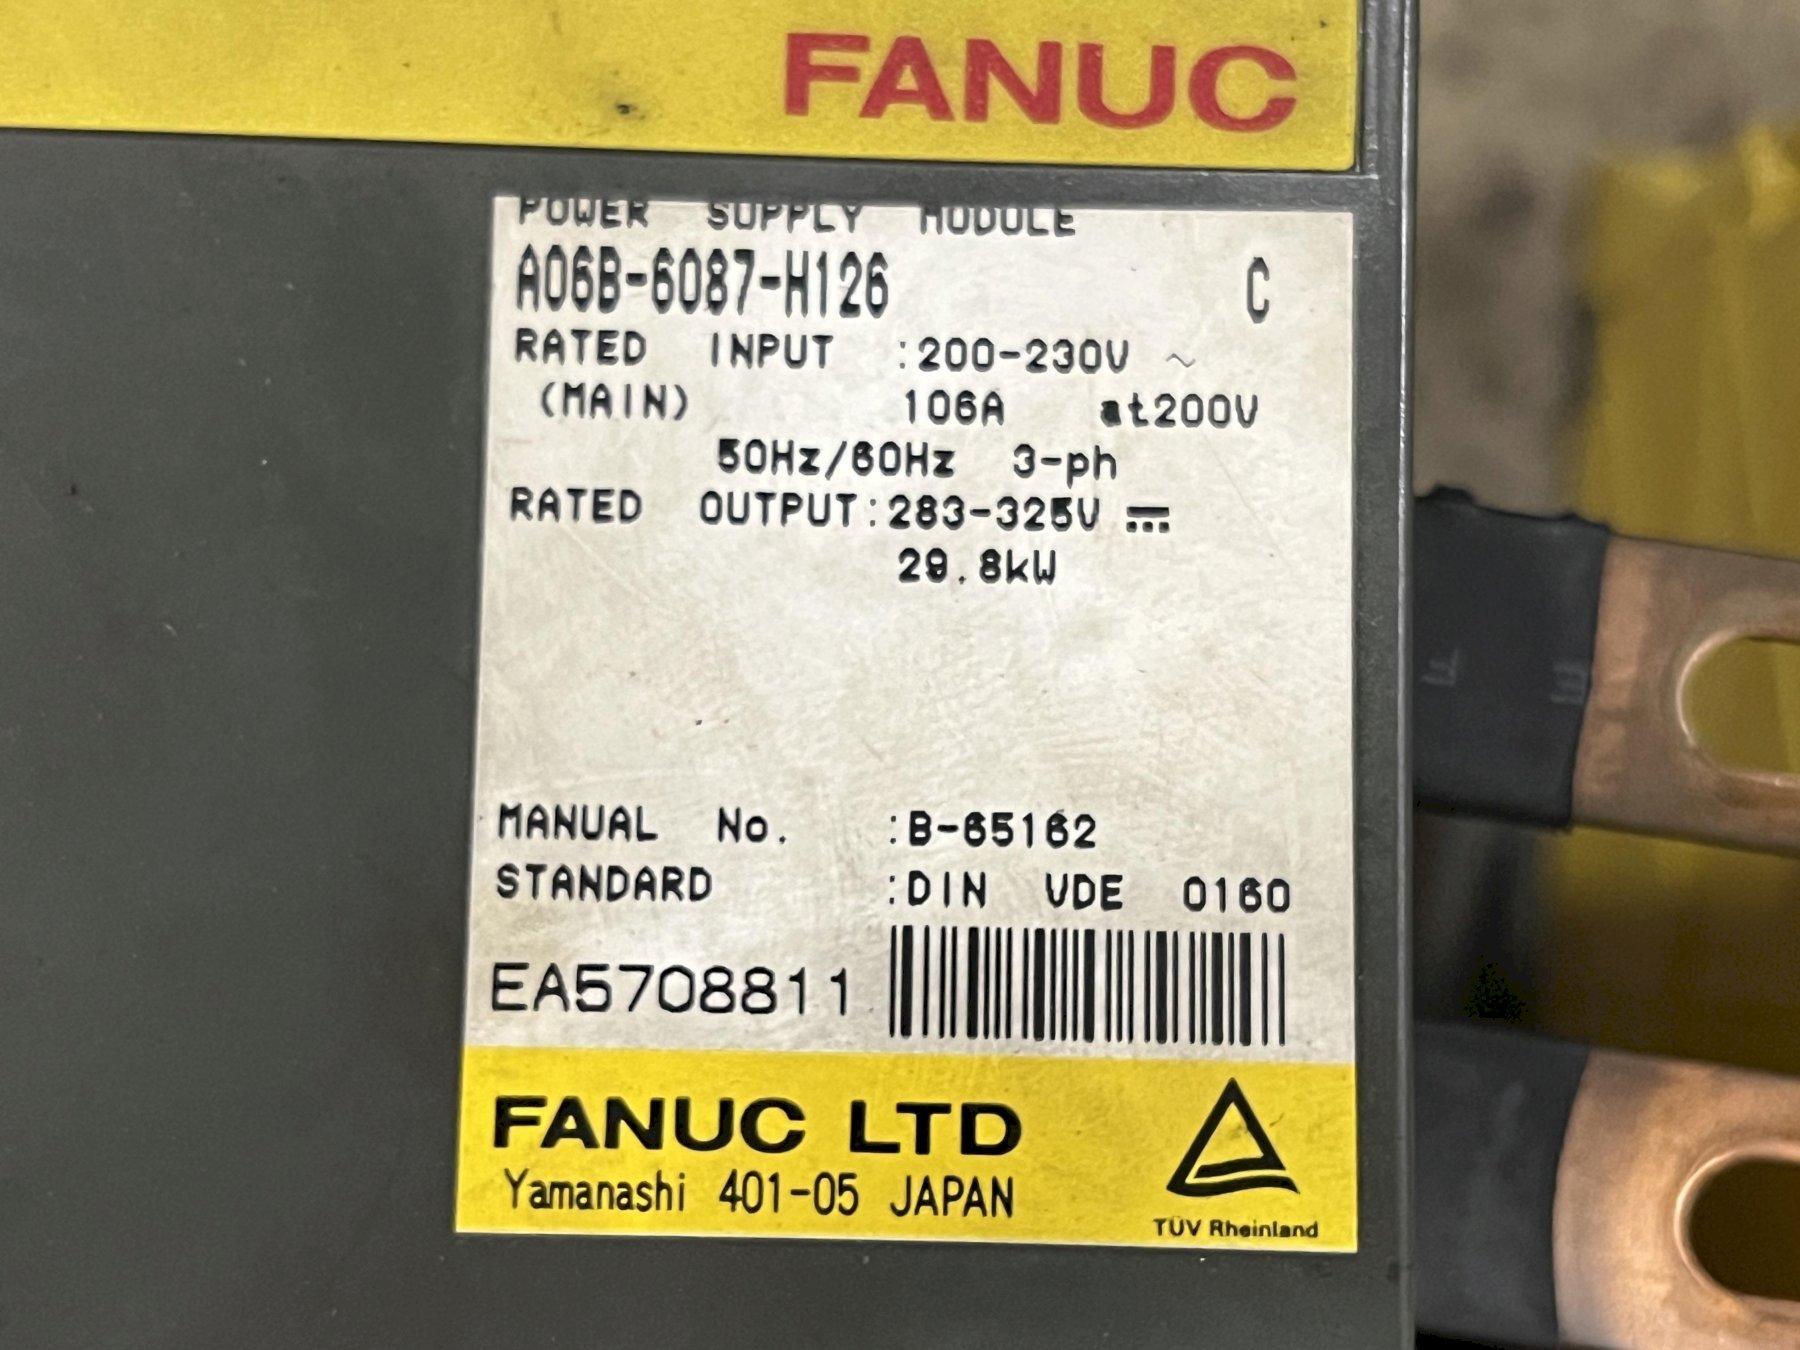 FANUC
POWER SUPPLY MODULE
A06B-6087-H126 C
RATED INPUT :200-230V ~
(MAIN) 106A at200V
50Hz/60Hz 3-ph
RATED OUTPUT:283-325V ⎓
29.8kW
MANUAL No. :B-65162
STANDARD :DIN VDE 0160
EA5708811
FANUC LTD
Yamanashi 401-05 JAPAN
TÜV Rheinland